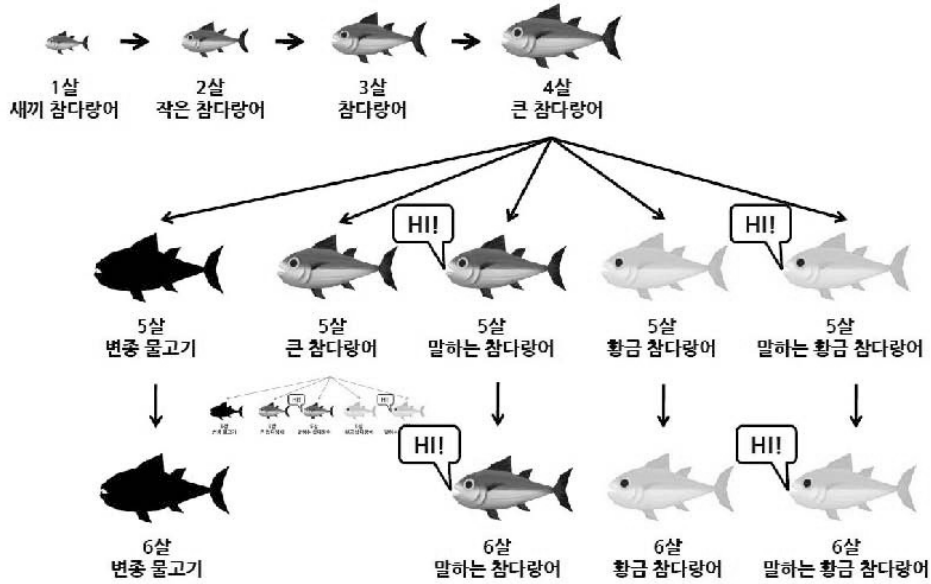 1살
새끼 참다랑어
2살
작은 참다랑어
3살
참다랑어
4살
큰 참다랑어
HI!
HI!
5살
변종 물고기
5살
큰 참다랑어
5살
말하는 참다랑어
5살
황금 참다랑어
5살
말하는 황금 참다랑어
HI!
HI!
HI!
HI!
6살
변종 물고기
6살
말하는 참다랑어
6살
황금 참다랑어
6살
말하는 황금 참다랑어